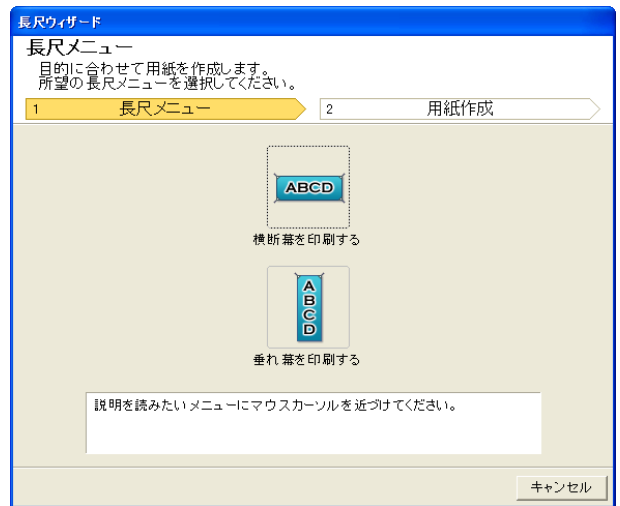 長尺ウィザード
長尺メニュー
目的に合わせて用紙を作成します。
所望の長尺メニューを選択してください。
1 長尺メニュー 2 用紙作成
ABCD
横断幕を印刷する
A
B
C
D
垂れ幕を印刷する
説明を読みたいメニューにマウスカーソルを近づけてください。
キャンセル